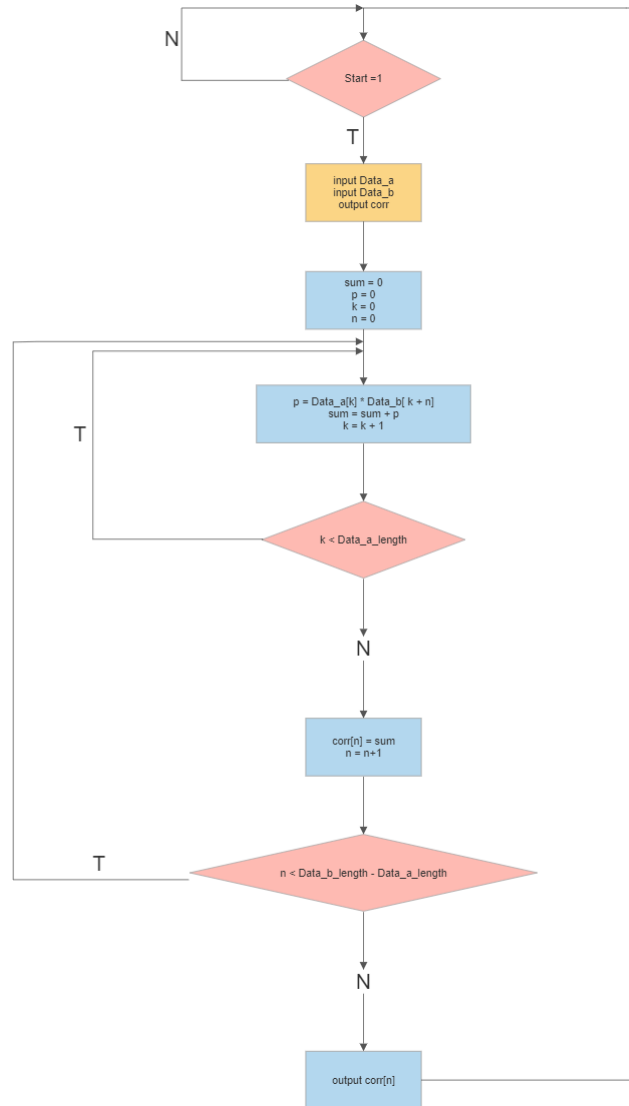 N
Start =1
T
input Data_a
input Data_b
output corr
sum = 0
p = 0
k = 0
n = 0
p = Data_a[k] * Data_b[ k + n]
sum = sum + p
k = k + 1
T
k < Data_a_length
N
corr[n] = sum
n = n+1
T
n < Data_b_length - Data_a_length
N
output corr[n]